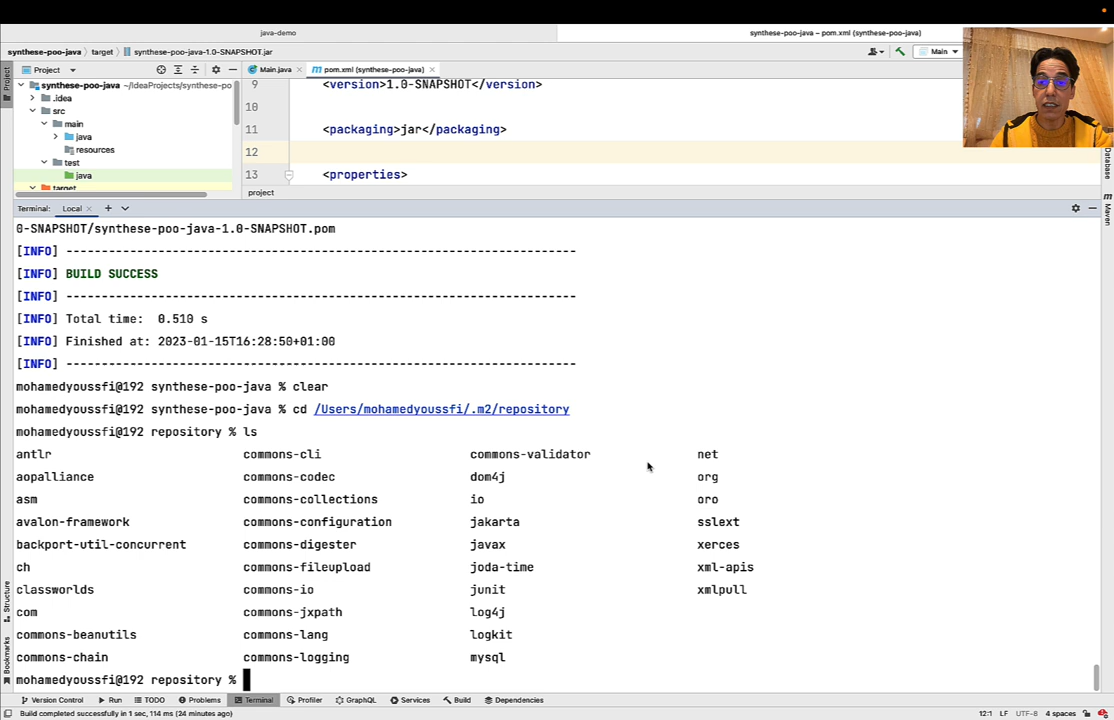 java-demo
synthese-poo-java – pom.xml (synthese-poo-java)
synthese-poo-java › target › synthese-poo-java-1.0-SNAPSHOT.jar
Main
Project
Main.java
pom.xml (synthese-poo-java)
Project
synthese-poo-java ~/IdeaProjects/synthese-po
.idea
src
main
java
resources
test
java
target
9 <version>1.0-SNAPSHOT</version>
10
11 <packaging>jar</packaging>
12
13 <properties>
project
Database
Maven
Terminal: Local
0-SNAPSHOT/synthese-poo-java-1.0-SNAPSHOT.pom
[INFO] ------------------------------------------------------------------------
[INFO] BUILD SUCCESS
[INFO] ------------------------------------------------------------------------
[INFO] Total time:  0.510 s
[INFO] Finished at: 2023-01-15T16:28:50+01:00
[INFO] ------------------------------------------------------------------------
mohamedyoussfi@192 synthese-poo-java % clear
mohamedyoussfi@192 synthese-poo-java % cd /Users/mohamedyoussfi/.m2/repository
mohamedyoussfi@192 repository % ls
antlr commons-cli commons-validator net
aopalliance commons-codec dom4j org
asm commons-collections io oro
avalon-framework commons-configuration jakarta sslext
backport-util-concurrent commons-digester javax xerces
ch commons-fileupload joda-time xml-apis
classworlds commons-io junit xmlpull
com commons-jxpath log4j
commons-beanutils commons-lang logkit
commons-chain commons-logging mysql
mohamedyoussfi@192 repository %
Structure
Bookmarks
Version Control Run TODO Problems Terminal Profiler GraphQL Services Build Dependencies
Build completed successfully in 1 sec, 114 ms (24 minutes ago)
12:1 LF UTF-8 4 spaces